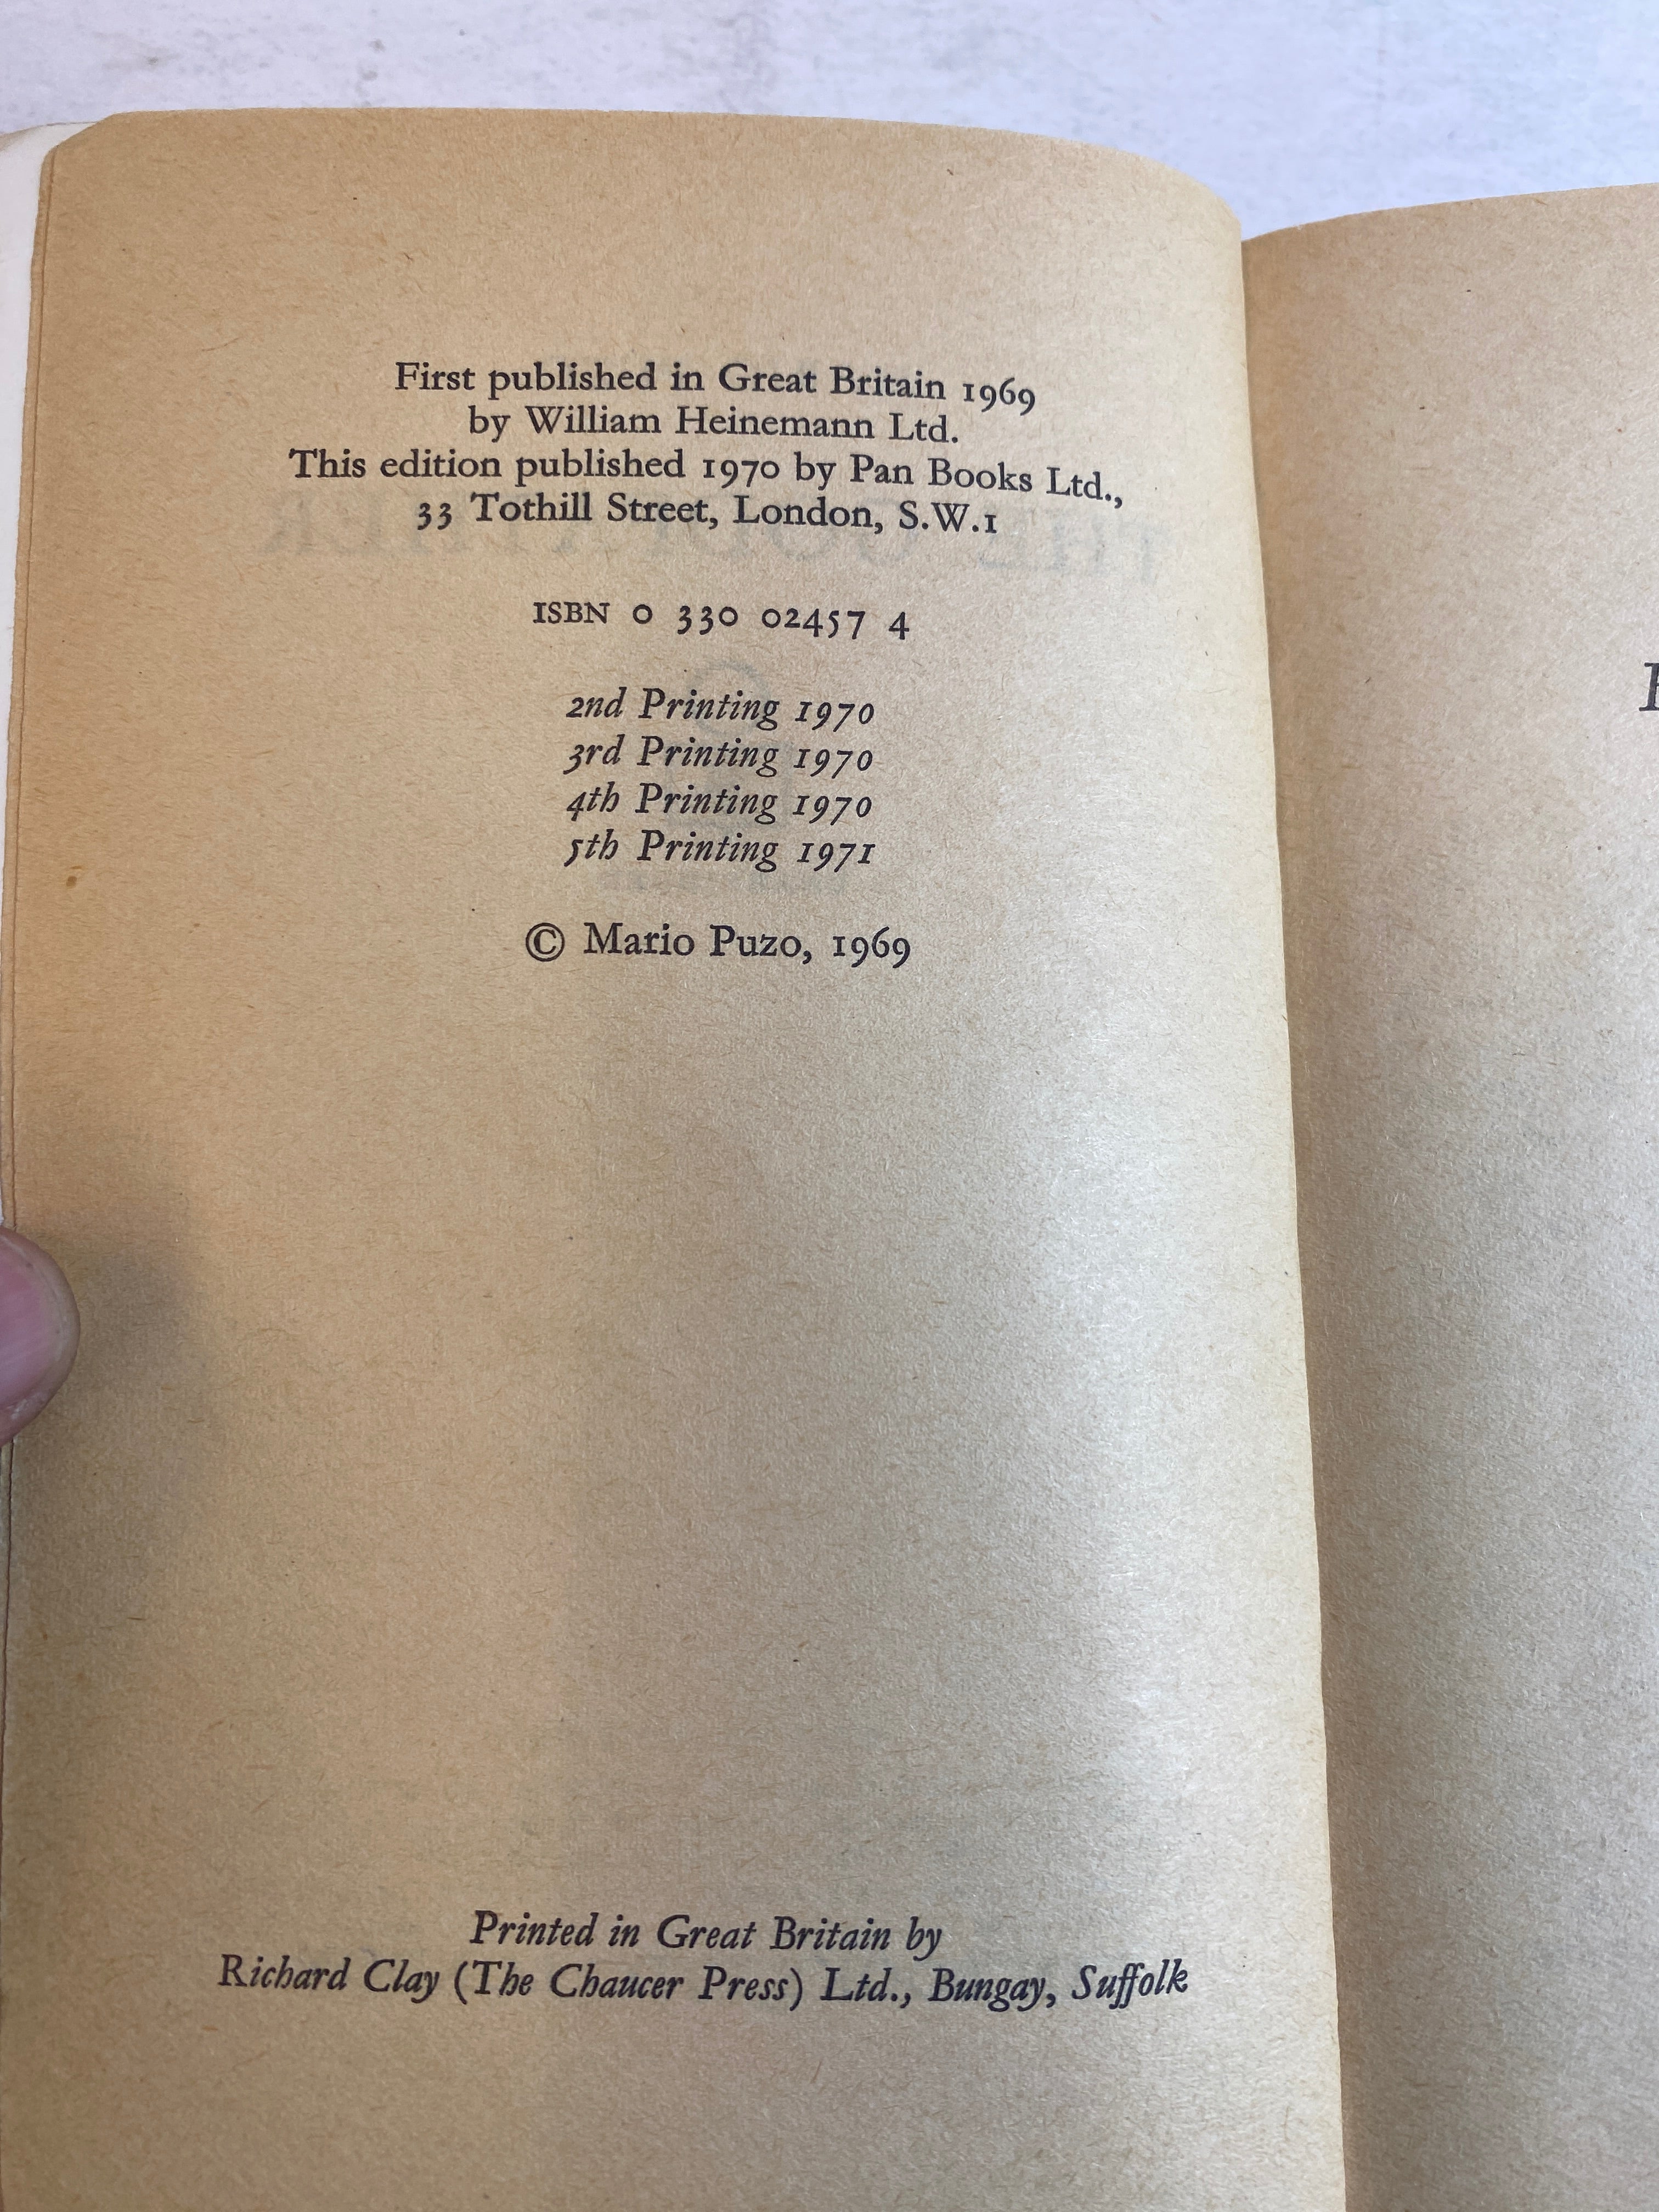 First published in Great Britain 1969
by William Heinemann Ltd.
This edition published 1970 by Pan Books Ltd.,
33 Tothill Street, London, S.W.1
ISBN 0 330 02457 4
2nd Printing 1970
3rd Printing 1970
4th Printing 1970
5th Printing 1971
© Mario Puzo, 1969
Printed in Great Britain by
Richard Clay (The Chaucer Press) Ltd., Bungay, Suffolk